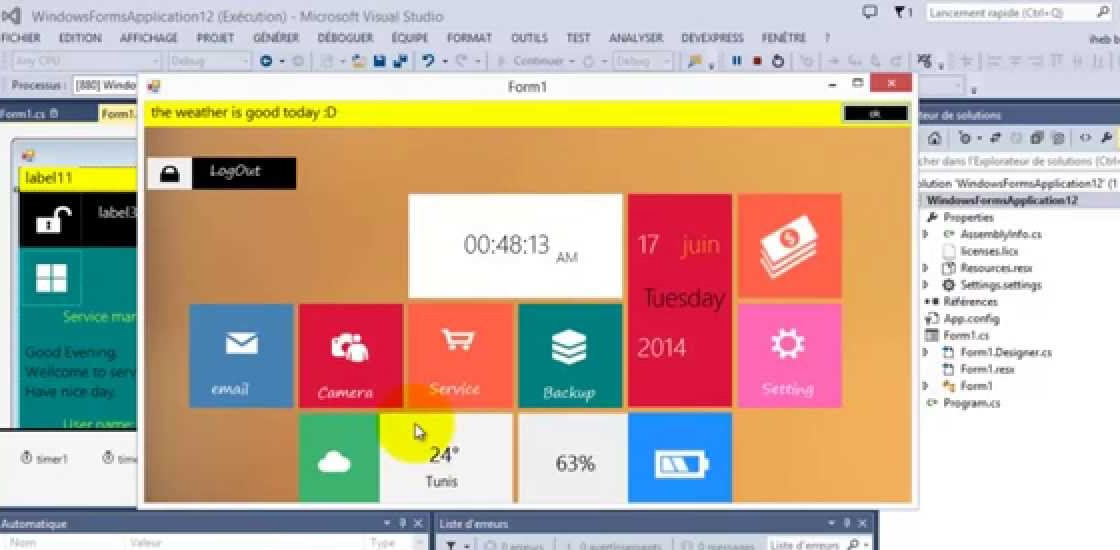 WindowsFormsApplication12 (Exécution) - Microsoft Visual Studio
1
Lancement rapide (Ctrl+Q)
FICHIER EDITION AFFICHAGE PROJET GÉNÉRER DÉBOGUER ÉQUIPE FORMAT OUTILS TEST ANALYSER DEVEXPRESS FENÊTRE ?
iheb b
Any CPU Debug Continuer Debug
Processus : [880] Windo
Form1
Form1.cs
Form1.
the weather is good today :D
ok
teur de solutions
cher dans l'Explorateur de solutions (Ctrl+
LogOut
label11
label3
olution 'WindowsFormsApplication12' (1
WindowsFormsApplication12
Properties
AssemblyInfo.cs
licenses.licx
Resources.resx
Settings.settings
Références
App.config
Form1.cs
Form1.Designer.cs
Form1.resx
Form1
Program.cs
00:48:13 AM
17 juin
Tuesday
2014
Service mar
Good Evening.
Wellcome to serv
Have nice day.
User name:
email
Camera
Service
Backup
Setting
24°
Tunis
63%
timer1
time
Automatique
Nom Valeur Type
Liste d'erreurs
0 erreurs 0 avertissements 0 messages Liste d'erreurs